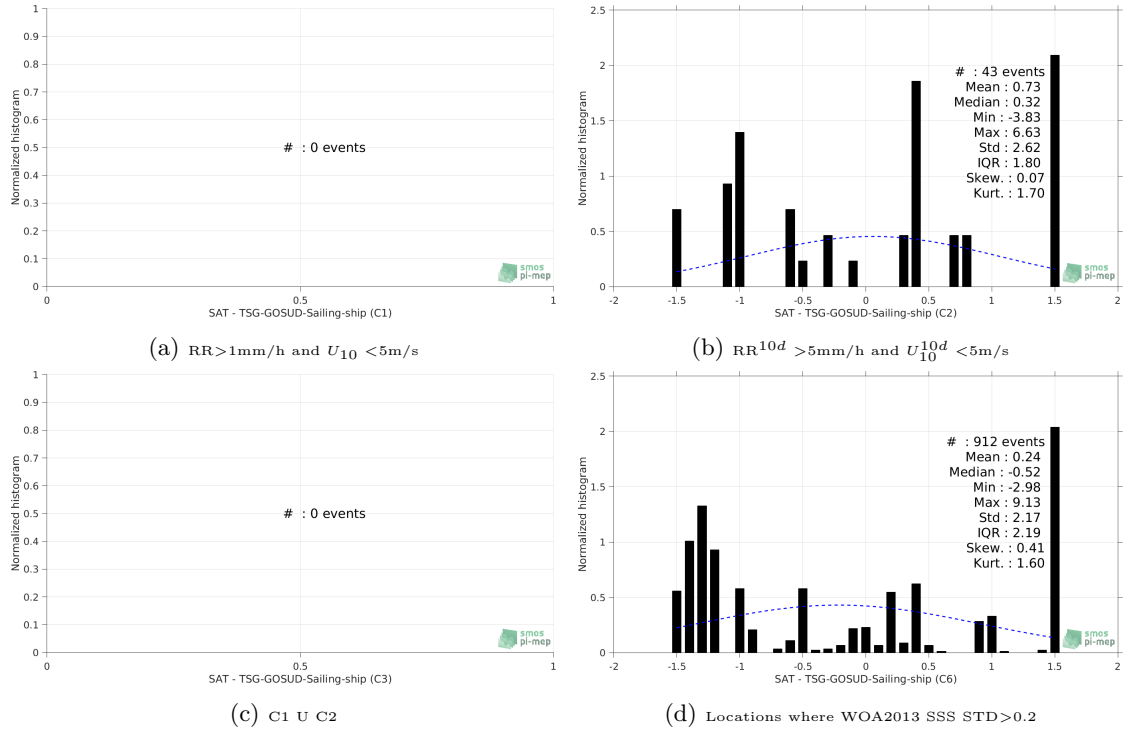 1
0.9
0.8
0.7
0.6
0.5
0.4
0.3
0.2
0.1
0
Normalized histogram
# : 0 events
smos
pi-mep
0 0.5 1
SAT - TSG-GOSUD-Sailing-ship (C1)
(a) RR>1mm/h and U10 <5m/s
2.5
2
1.5
1
0.5
0
Normalized histogram
# : 43 events
Mean : 0.73
Median : 0.32
Min : -3.83
Max : 6.63
Std : 2.62
IQR : 1.80
Skew. : 0.07
Kurt. : 1.70
smos
pi-mep
-2 -1.5 -1 -0.5 0 0.5 1 1.5 2
SAT - TSG-GOSUD-Sailing-ship (C2)
(b) RR10d >5mm/h and U10d10 <5m/s
1
0.9
0.8
0.7
0.6
0.5
0.4
0.3
0.2
0.1
0
Normalized histogram
# : 0 events
smos
pi-mep
0 0.5 1
SAT - TSG-GOSUD-Sailing-ship (C3)
(c) C1 U C2
2.5
2
1.5
1
0.5
0
Normalized histogram
# : 912 events
Mean : 0.24
Median : -0.52
Min : -2.98
Max : 9.13
Std : 2.17
IQR : 2.19
Skew. : 0.41
Kurt. : 1.60
smos
pi-mep
-2 -1.5 -1 -0.5 0 0.5 1 1.5 2
SAT - TSG-GOSUD-Sailing-ship (C6)
(d) Locations where WOA2013 SSS STD>0.2